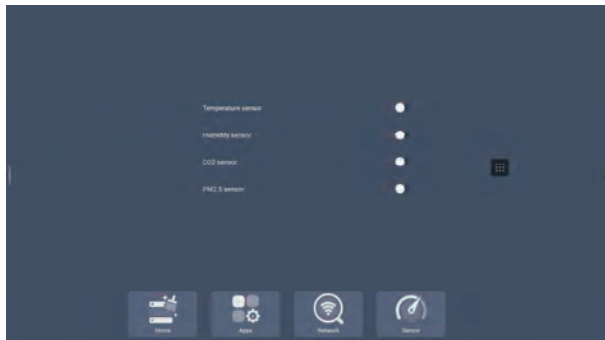 Temperature sensor
Humidity sensor
CO2 sensor
PM2.5 sensor
Home
Apps
Network
Sensor